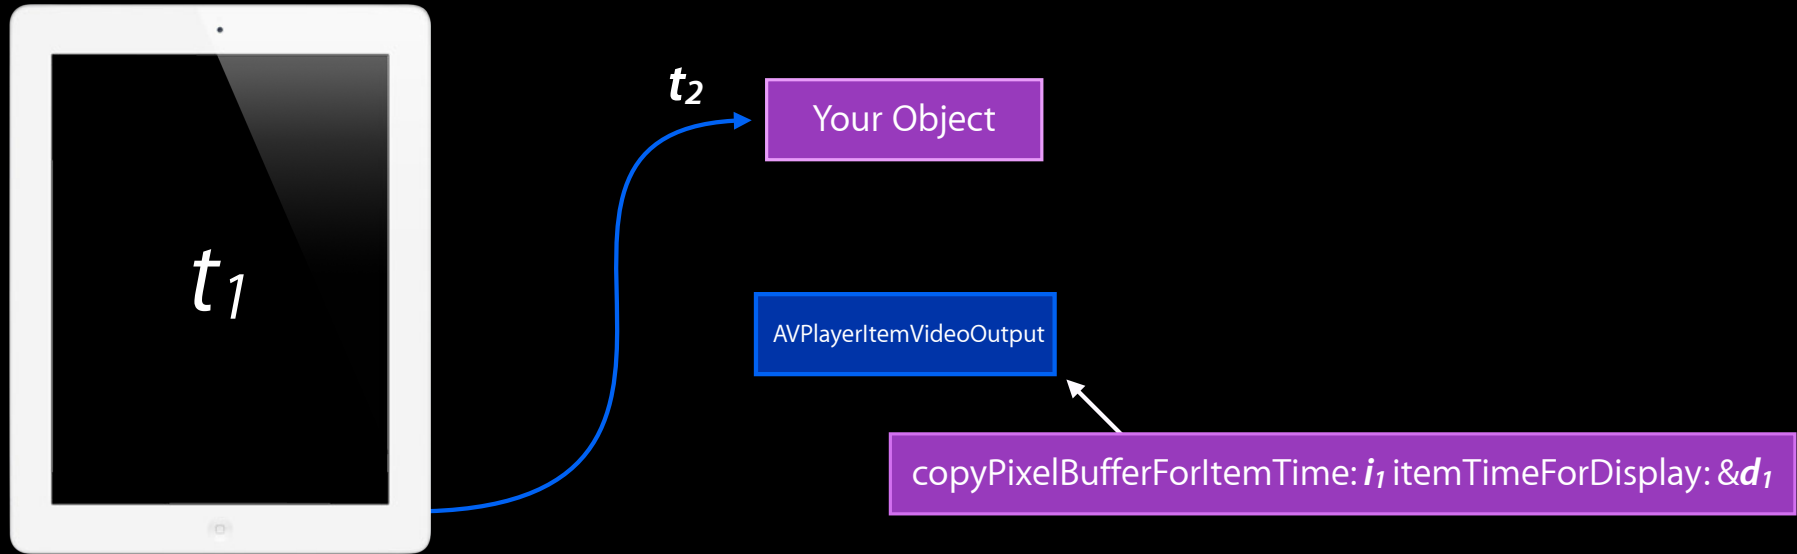 t1
t2
Your Object
AVPlayerItemVideoOutput
copyPixelBufferForItemTime: i1 itemTimeForDisplay: &d1